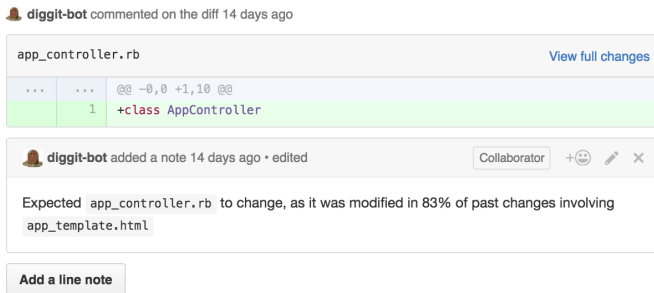 diggit-bot commented on the diff 14 days ago
app_controller.rb View full changes
... ... @@ -0,0 +1,10 @@
1 +class AppController
diggit-bot added a note 14 days ago • edited Collaborator +
Expected app_controller.rb to change, as it was modified in 83% of past changes involving
app_template.html
Add a line note